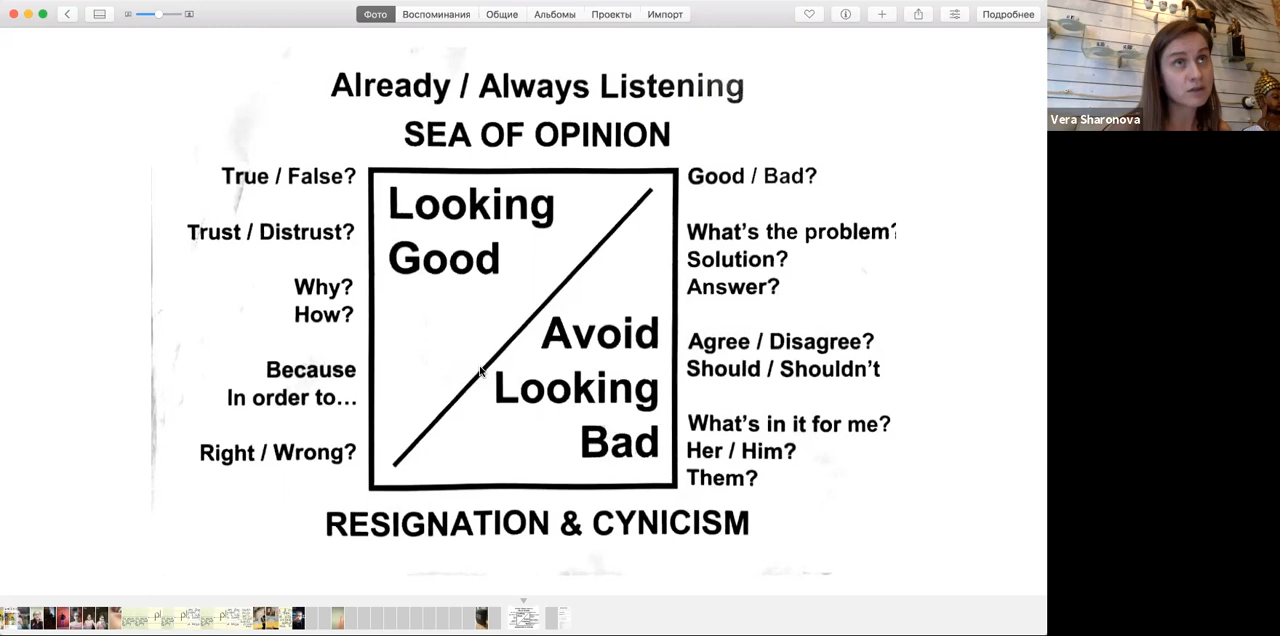 Фото
Воспоминания
Общие
Альбомы
Проекты
Импорт
Подробнее
Vera Sharonova
Already / Always Listening
SEA OF OPINION
True / False?
Trust / Distrust?
Why?
How?
Because
In order to...
Right / Wrong?
Looking
Good
Avoid
Looking
Bad
Good / Bad?
What's the problem?
Solution?
Answer?
Agree / Disagree?
Should / Shouldn't
What's in it for me?
Her / Him?
Them?
RESIGNATION & CYNICISM